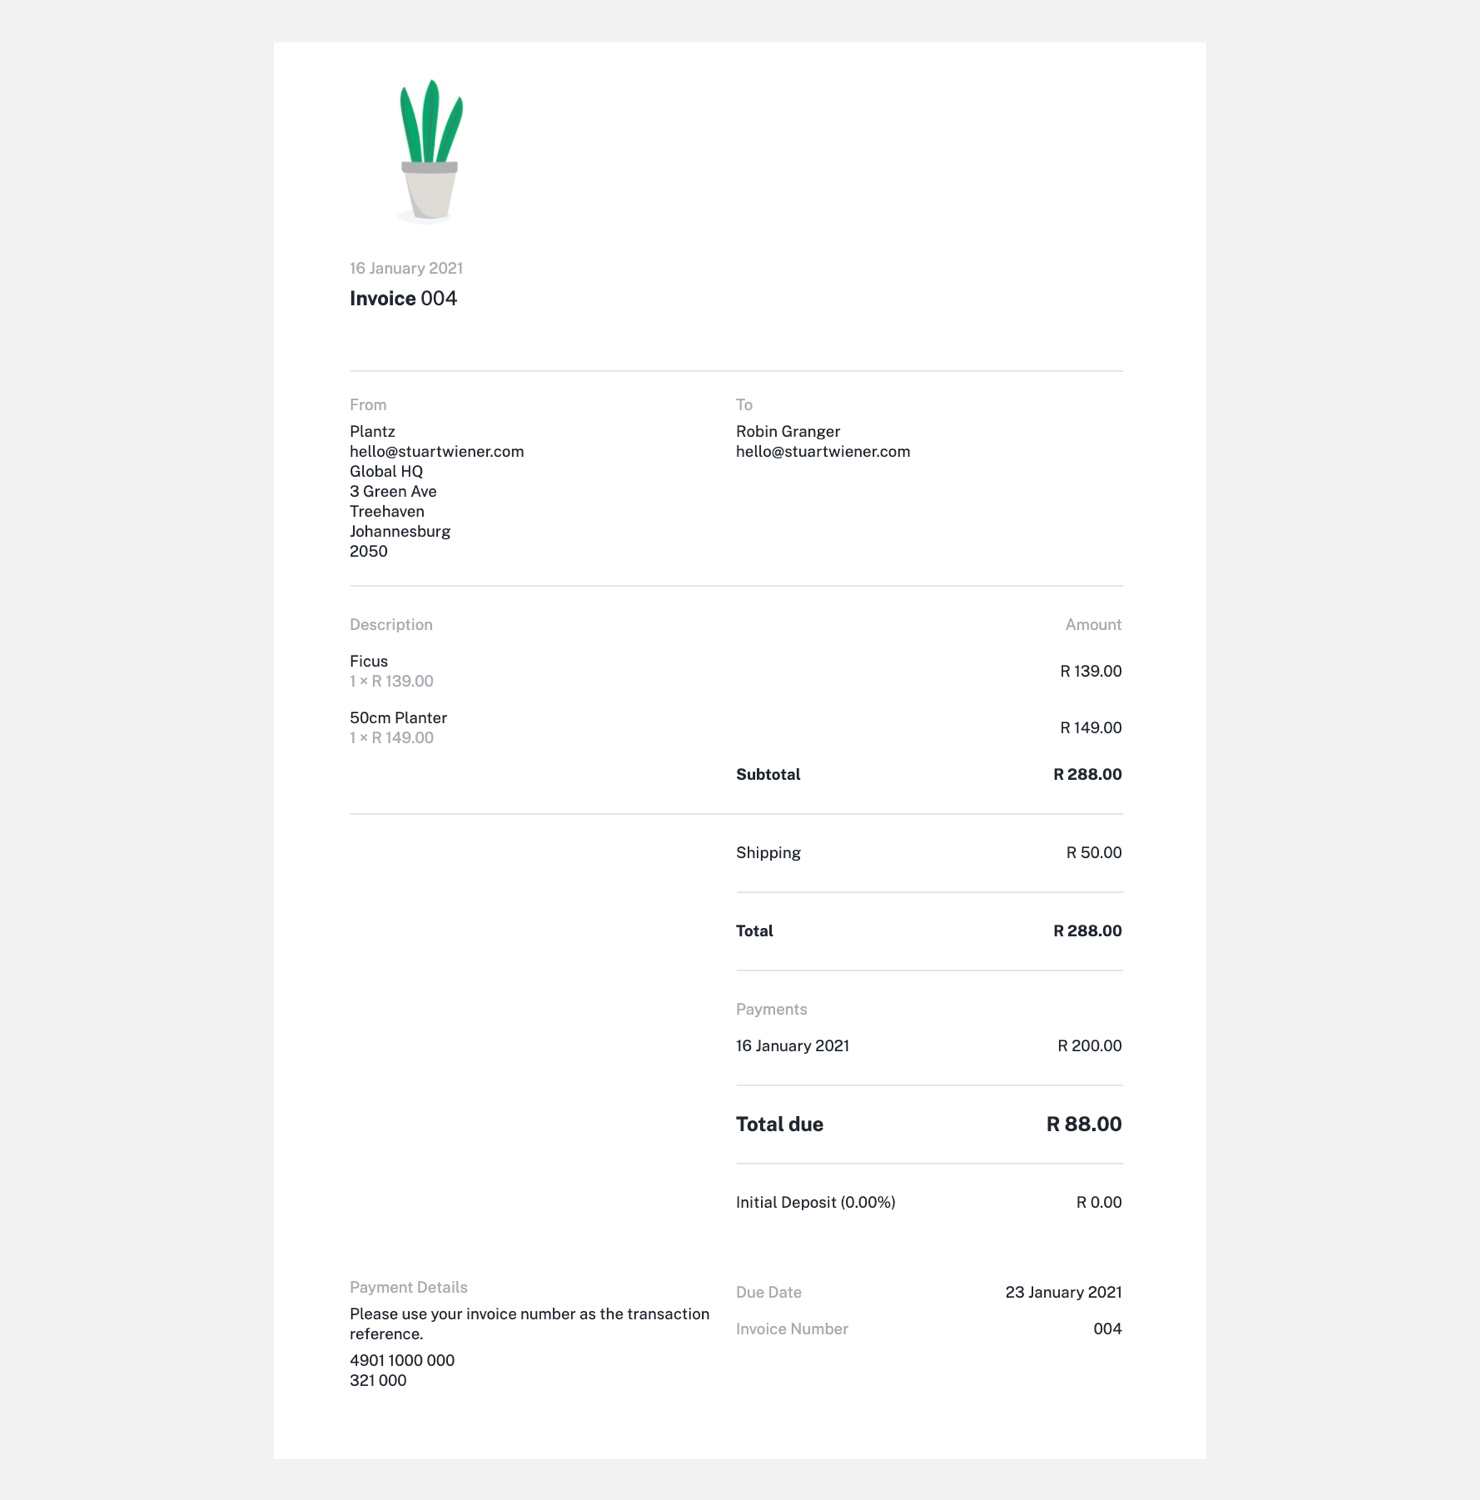 16 January 2021
Invoice 004
From
Plantz
hello@stuartwiener.com
Global HQ
3 Green Ave
Treehaven
Johannesburg
2050
To
Robin Granger
hello@stuartwiener.com
Description Amount
Ficus
1 × R 139.00
R 139.00
50cm Planter
1 × R 149.00
R 149.00
Subtotal R 288.00
Shipping R 50.00
Total R 288.00
Payments
16 January 2021 R 200.00
Total due R 88.00
Initial Deposit (0.00%) R 0.00
Payment Details
Please use your invoice number as the transaction
reference.
4901 1000 000
321 000
Due Date 23 January 2021
Invoice Number 004